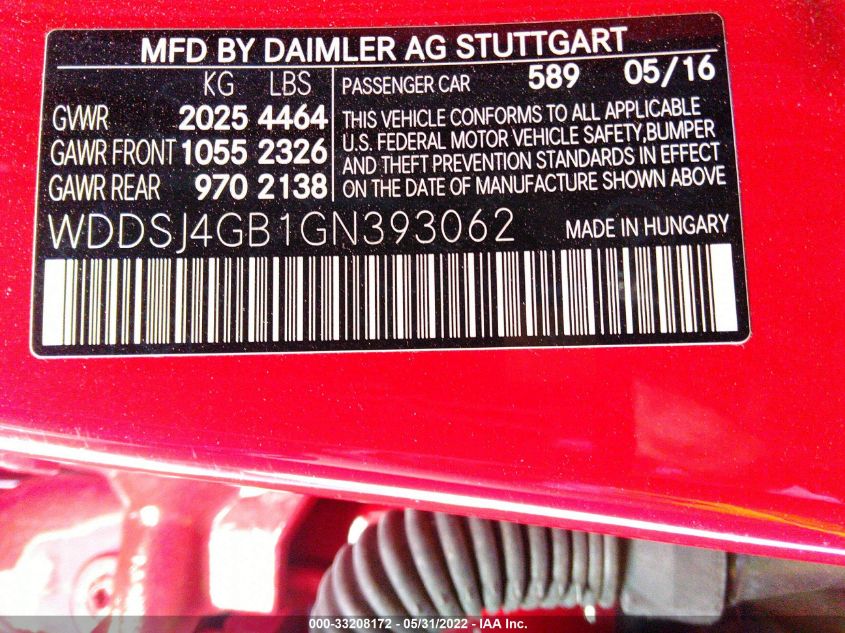 MFD BY DAIMLER AG STUTTGART
KG LBS
GVWR 2025 4464
GAWR FRONT 1055 2326
GAWR REAR 970 2138
PASSENGER CAR 589 05/16
THIS VEHICLE CONFORMS TO ALL APPLICABLE
U.S. FEDERAL MOTOR VEHICLE SAFETY,BUMPER
AND THEFT PREVENTION STANDARDS IN EFFECT
ON THE DATE OF MANUFACTURE SHOWN ABOVE
WDDSJ4GB1GN393062 MADE IN HUNGARY
000-33208172 - 05/31/2022 - IAA Inc.